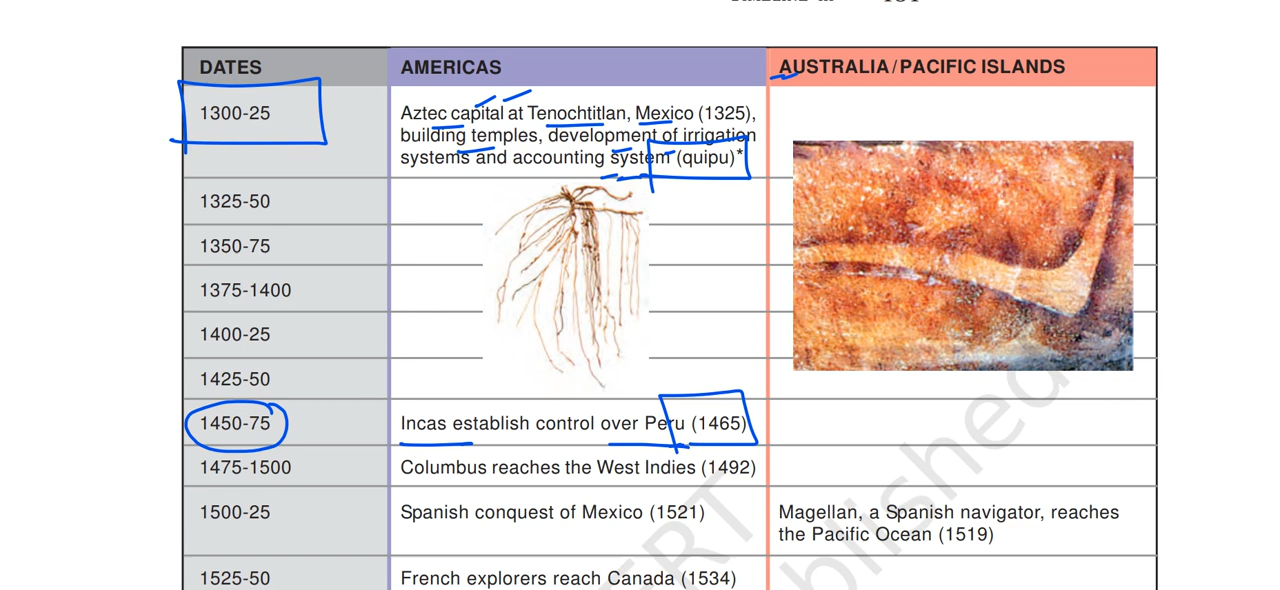 DATES AMERICAS AUSTRALIA/PACIFIC ISLANDS
1300-25 Aztec capital at Tenochtitlan, Mexico (1325),
building temples, development of irrigation
systems and accounting system (quipu)*
1325-50
1350-75
1375-1400
1400-25
1425-50
1450-75 Incas establish control over Peru (1465)
1475-1500 Columbus reaches the West Indies (1492)
1500-25 Spanish conquest of Mexico (1521) Magellan, a Spanish navigator, reaches
the Pacific Ocean (1519)
1525-50 French explorers reach Canada (1534)